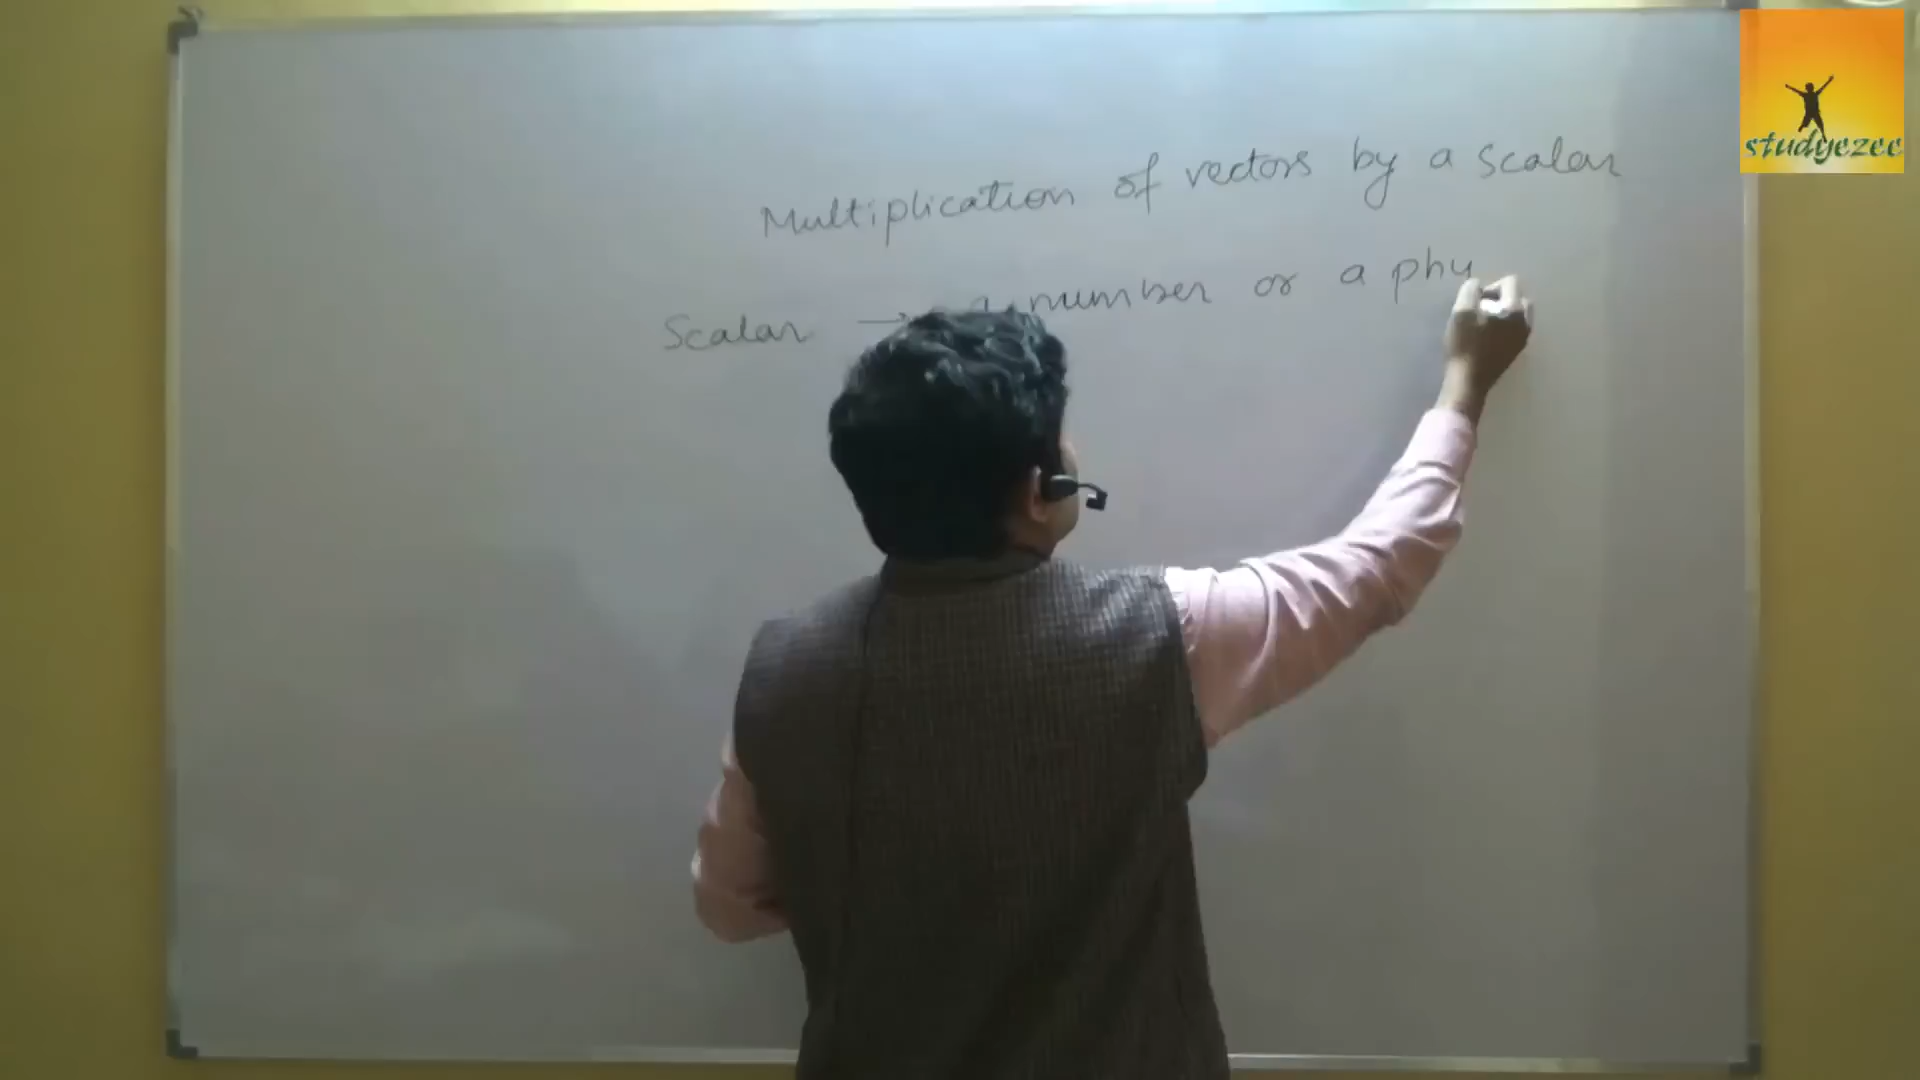 studyezee
Multiplication of vectors by a scalar
Scalar → a number or a phy